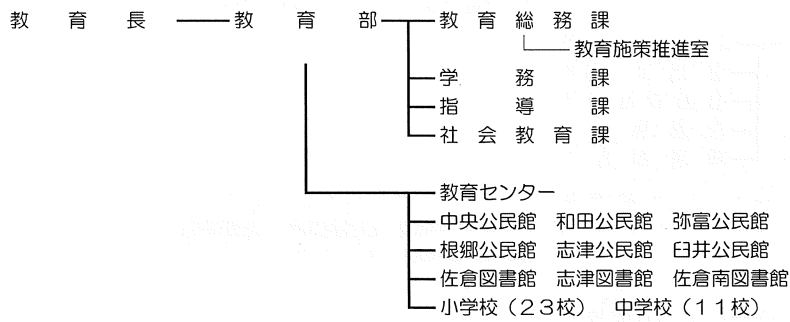 教育長 教育部 教育総務課
教育施策推進室
学務課
指導課
社会教育課
教育センター
中央公民館 和田公民館 弥富公民館
根郷公民館 志津公民館 臼井公民館
佐倉図書館 志津図書館 佐倉南図書館
小学校（２３校） 中学校（１１校）